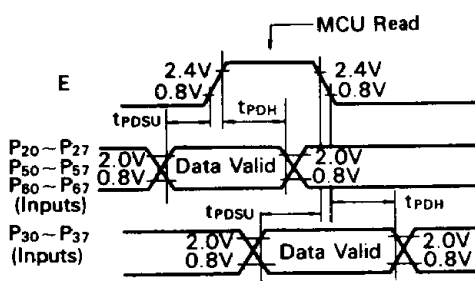 MCU Read
E
2.4V
0.8V
2.4V
0.8V
tPDSU
tPDH
P20~P27
P50~P57
P60~P67
(Inputs)
2.0V
0.8V
Data Valid
2.0V
0.8V
tPDSU
tPDH
P30~P37
(Inputs)
2.0V
0.8V
Data Valid
2.0V
0.8V